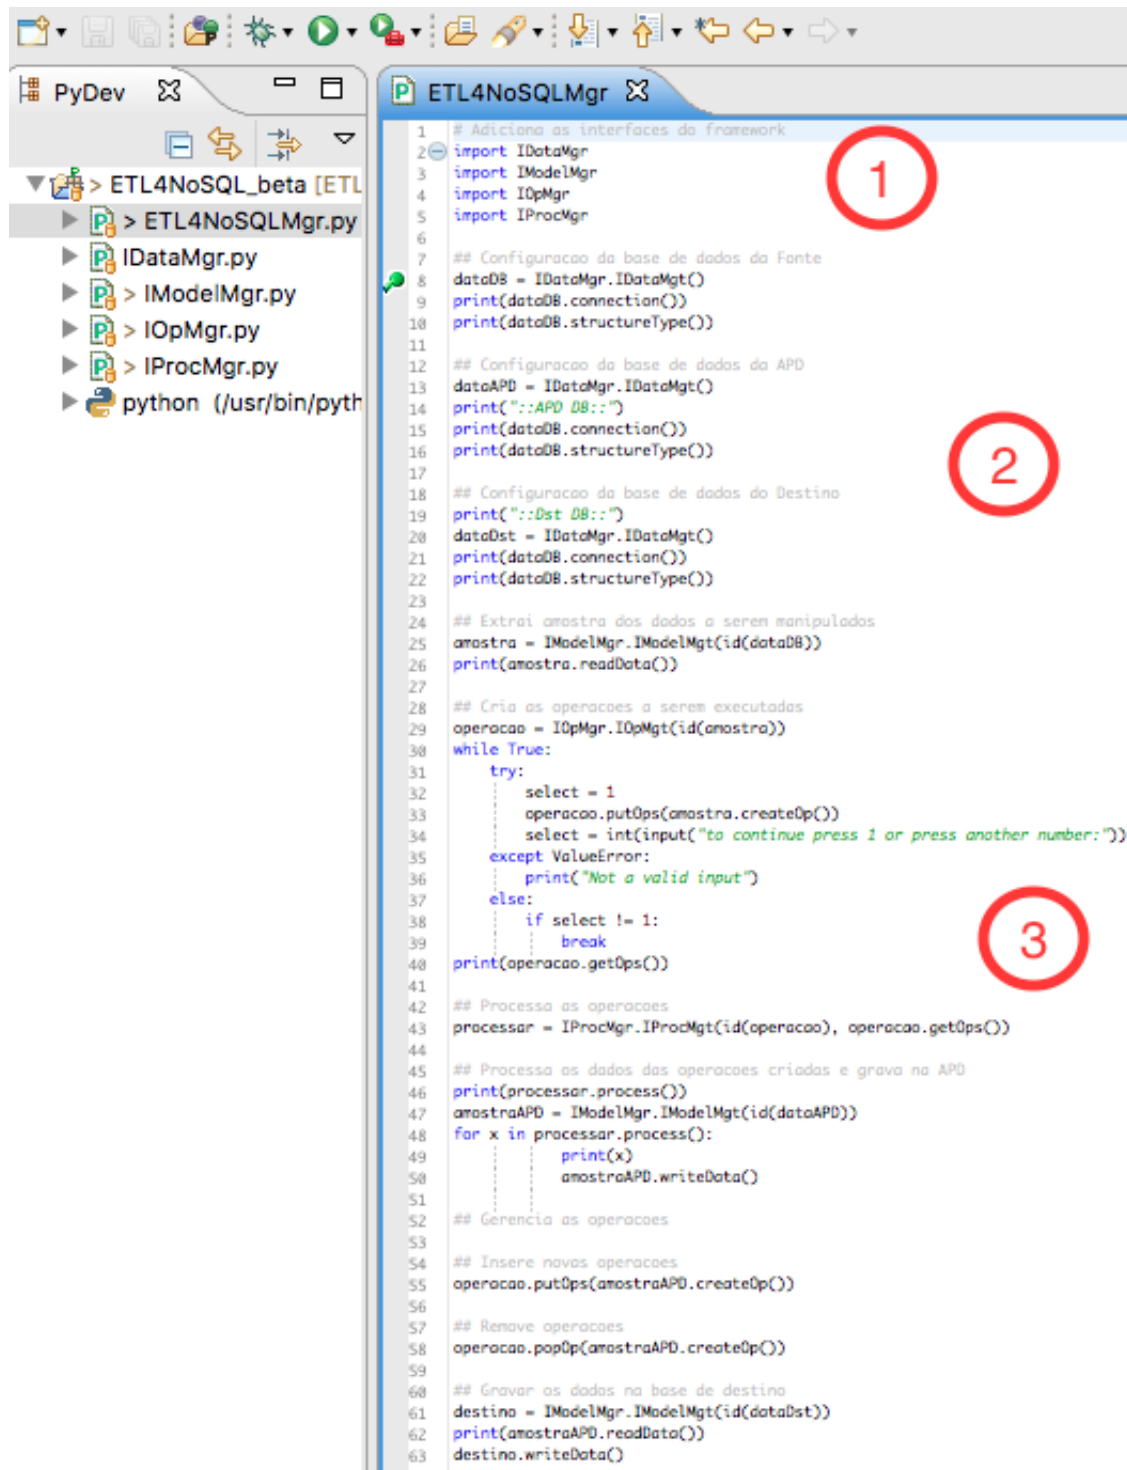 PyDev
ETL4NoSQLMgr
> ETL4NoSQL_beta [ETL
> ETL4NoSQLMgr.py
IDataMgr.py
> IModelMgr.py
> IOpMgr.py
> IProcMgr.py
python (/usr/bin/pyth
1 # Adiciona as interfaces do framework
2 import IDataMgr
3 import IModelMgr
4 import IOpMgr
5 import IProcMgr
6
7 ## Configuracao da base de dados da Fonte
8 dataDB = IDataMgr.IDataMgt()
9 print(dataDB.connection())
10 print(dataDB.structureType())
11
12 ## Configuracao da base de dados da APD
13 dataAPD = IDataMgr.IDataMgt()
14 print("::APD DB::")
15 print(dataDB.connection())
16 print(dataDB.structureType())
17
18 ## Configuracao da base de dados do Destino
19 print("::Dst DB::")
20 dataDst = IDataMgr.IDataMgt()
21 print(dataDB.connection())
22 print(dataDB.structureType())
23
24 ## Extrai amostra dos dados a serem manipulados
25 amostra = IModelMgr.IModelMgt(id(dataDB))
26 print(amostra.readData())
27
28 ## Cria as operacoes a serem executadas
29 operacao = IOpMgr.IOpMgt(id(amostra))
30 while True:
31 try:
32 select = 1
33 operacao.putOps(amostra.createOp())
34 select = int(input("to continue press 1 or press another number:"))
35 except ValueError:
36 print("Not a valid input")
37 else:
38 if select != 1:
39 break
40 print(operacao.getOps())
41
42 ## Processa as operacoes
43 processar = IProcMgr.IProcMgt(id(operacao), operacao.getOps())
44
45 ## Processa os dados das operacoes criadas e grava na APD
46 print(processar.process())
47 amostraAPD = IModelMgr.IModelMgt(id(dataAPD))
48 for x in processar.process():
49 print(x)
50 amostraAPD.writeData()
51
52 ## Gerencia as operacoes
53
54 ## Insere novas operacoes
55 operacao.putOps(amostraAPD.createOp())
56
57 ## Remove operacoes
58 operacao.popOp(amostraAPD.createOp())
59
60 ## Gravar os dados na base de destino
61 destino = IModelMgr.IModelMgt(id(dataDst))
62 print(amostraAPD.readData())
63 destino.writeData()
1
2
3